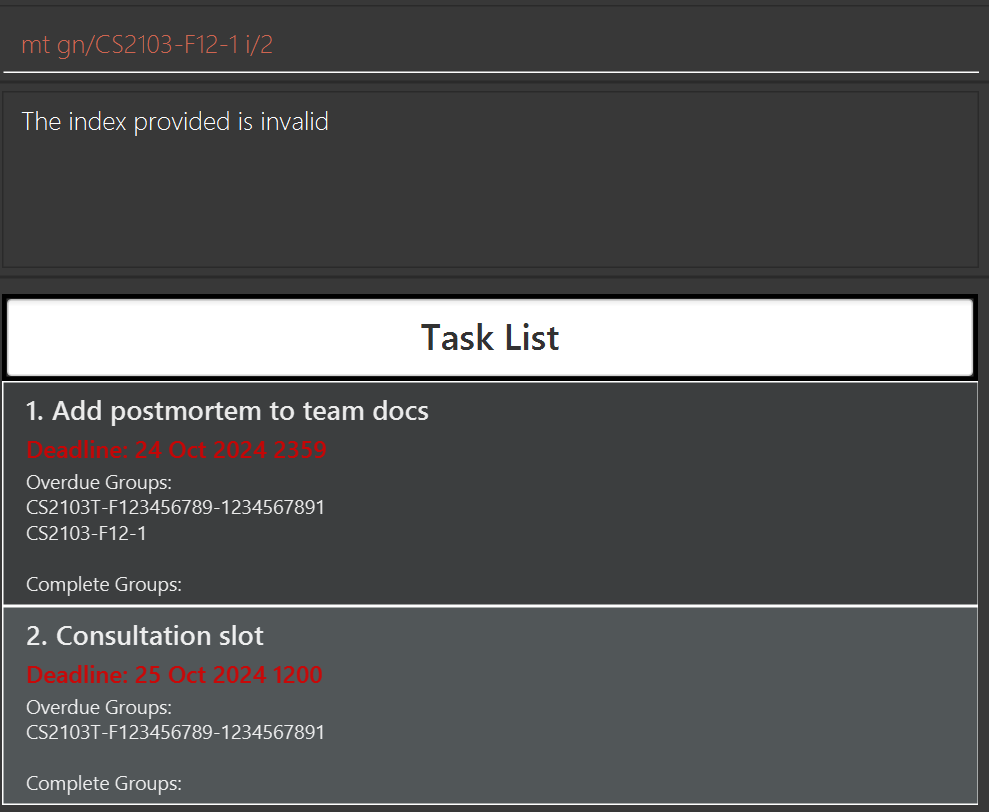 mt gn/CS2103-F12-1 i/2
The index provided is invalid
Task List
1. Add postmortem to team docs
Deadline: 24 Oct 2024 2359
Overdue Groups:
CS2103T-F123456789-1234567891
CS2103-F12-1
Complete Groups:
2. Consultation slot
Deadline: 25 Oct 2024 1200
Overdue Groups:
CS2103T-F123456789-1234567891
Complete Groups: